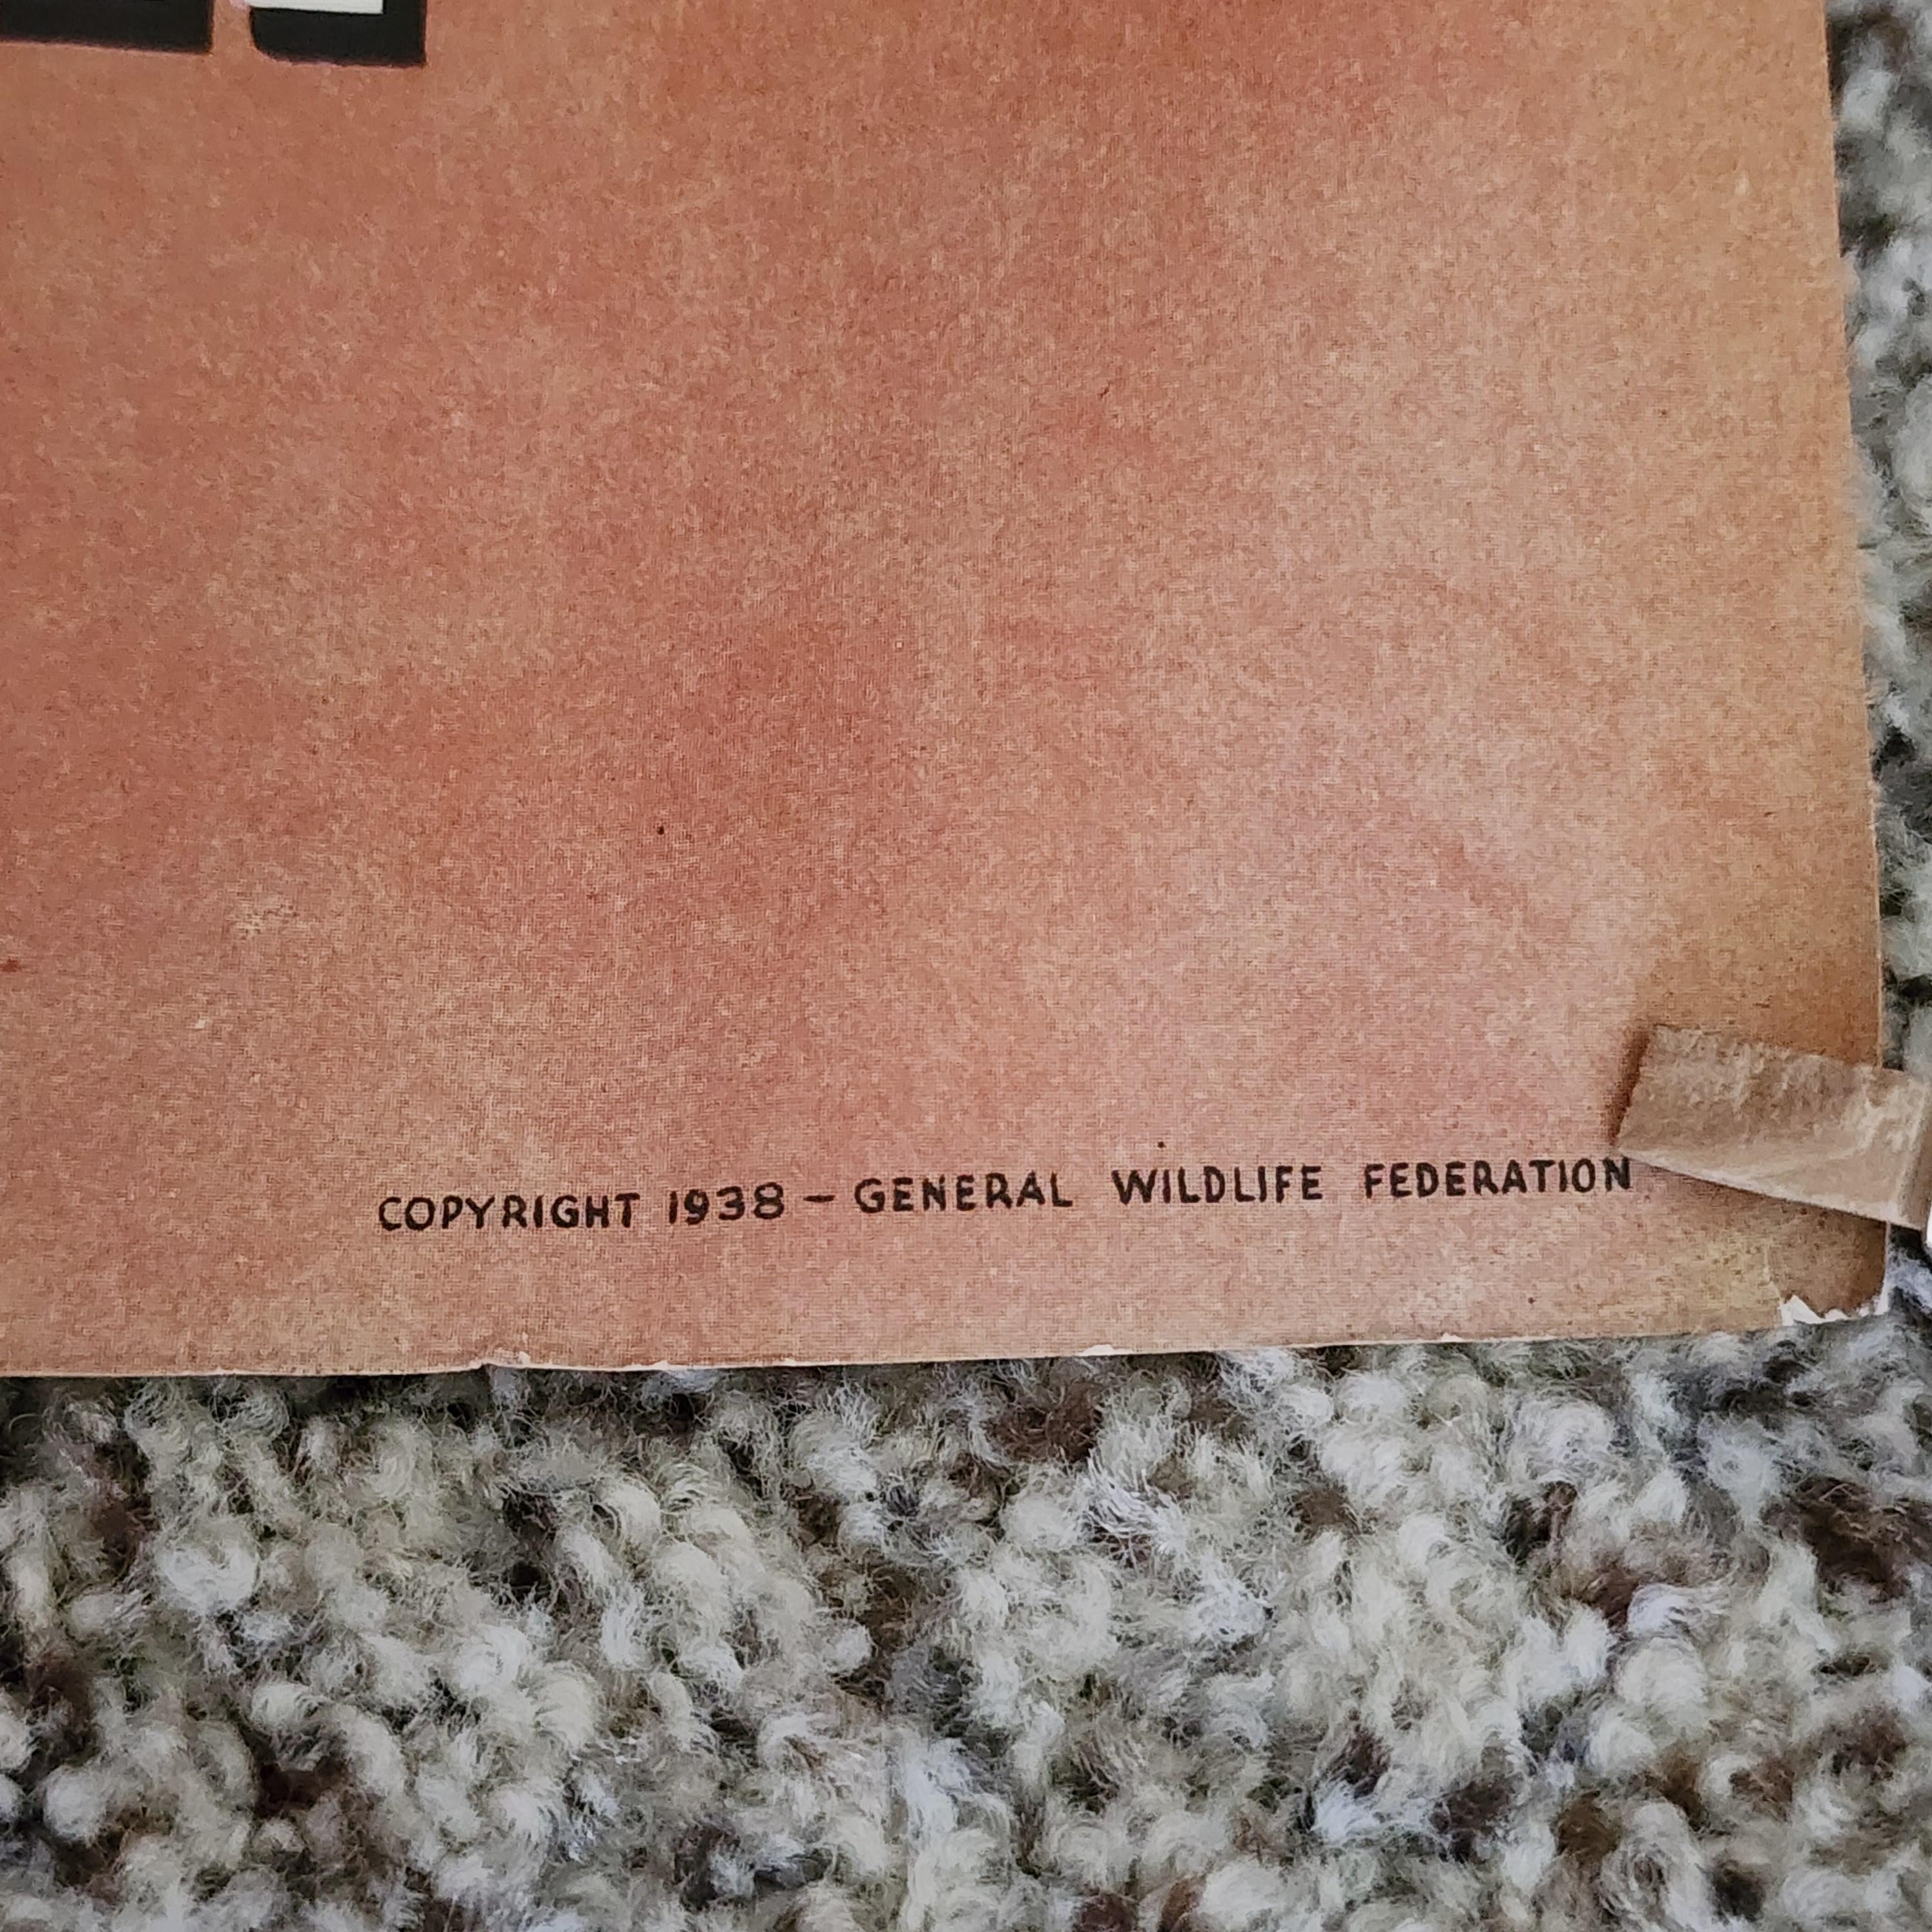 COPYRIGHT 1938 – GENERAL WILDLIFE FEDERATION